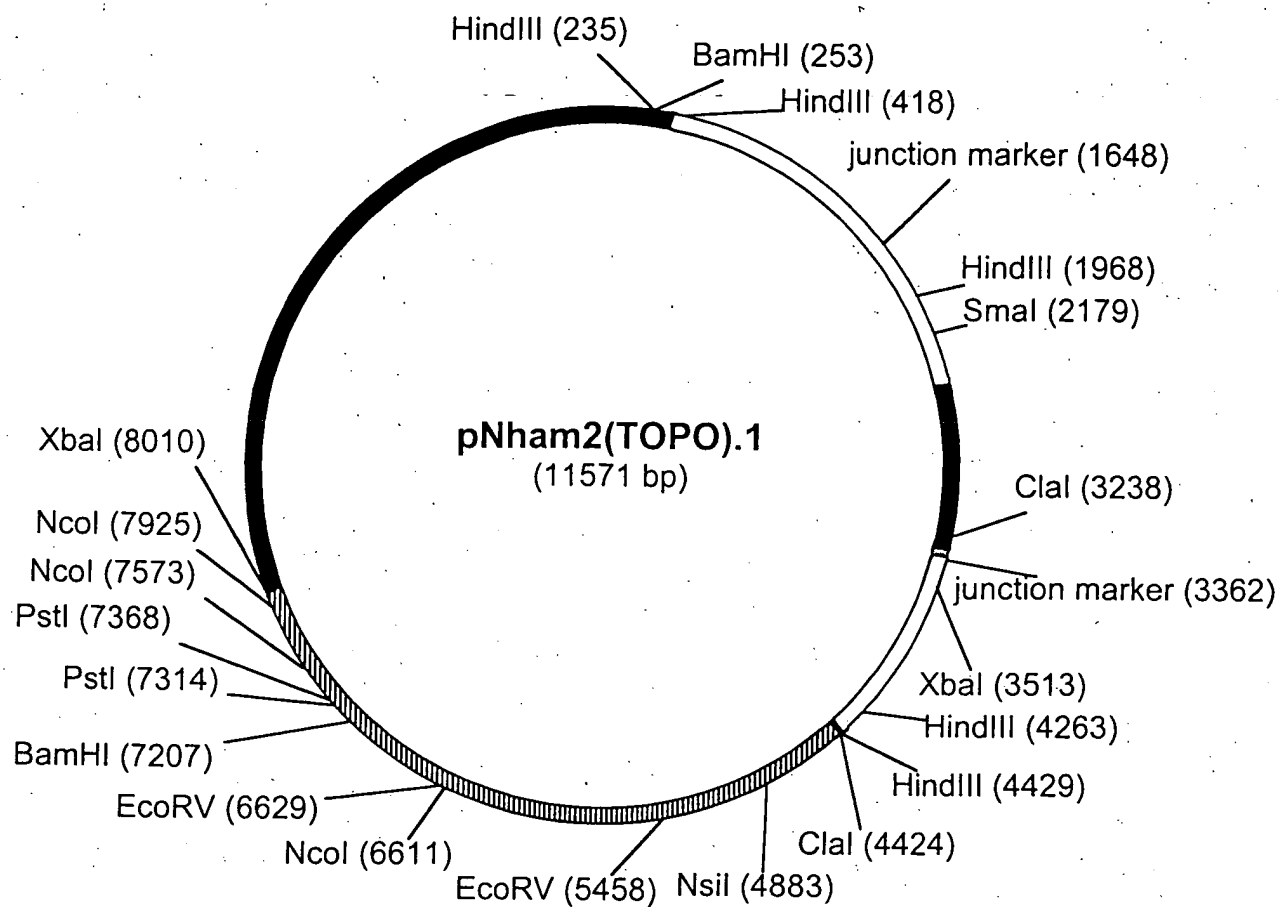 HindIII (235)
BamHI (253)
HindIII (418)
junction marker (1648)
HindIII (1968)
SmaI (2179)
pNham2(TOPO).1
(11571 bp)
ClaI (3238)
junction marker (3362)
XbaI (3513)
HindIII (4263)
HindIII (4429)
ClaI (4424)
NsiI (4883)
EcoRV (5458)
NcoI (6611)
EcoRV (6629)
BamHI (7207)
PstI (7314)
PstI (7368)
NcoI (7573)
NcoI (7925)
XbaI (8010)